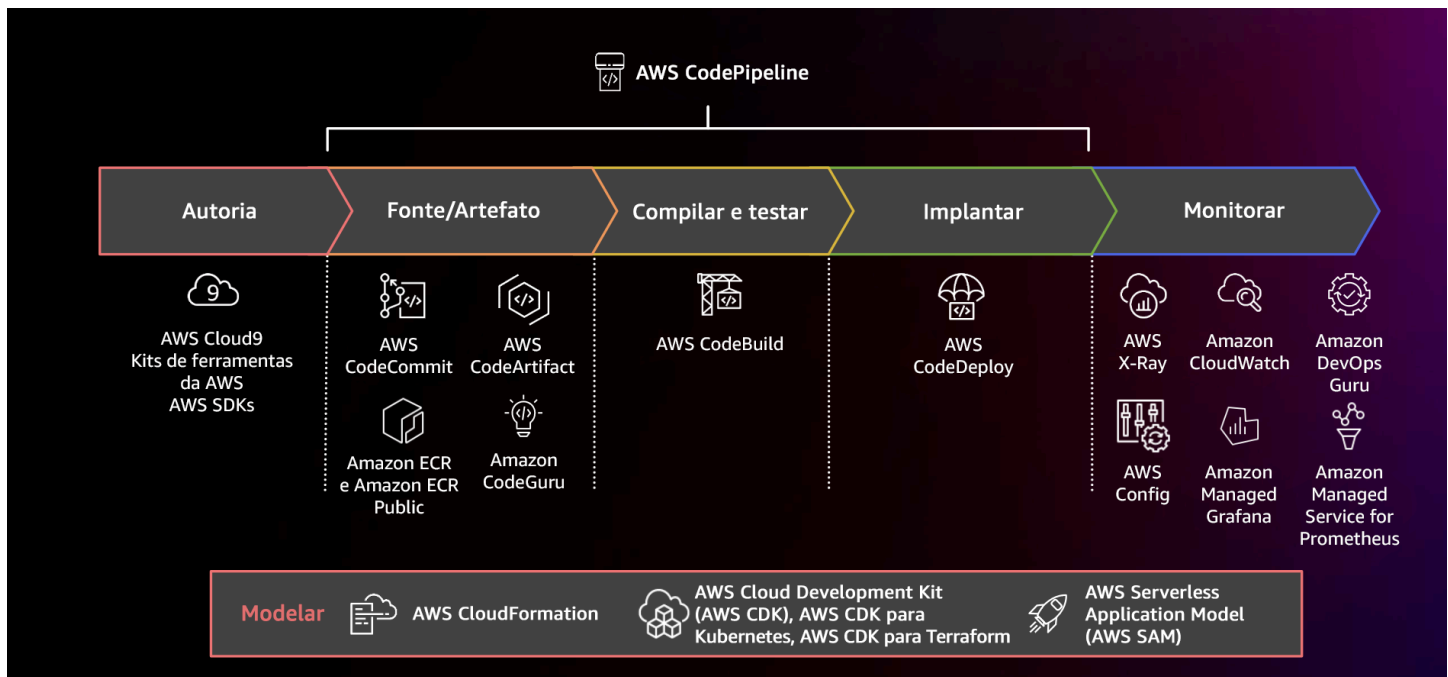 AWS CodePipeline
Autoria
Fonte/Artefato
Compilar e testar
Implantar
Monitorar
9
AWS Cloud9
Kits de ferramentas
da AWS
AWS SDKs
</>
AWS
CodeCommit
</>
AWS
CodeArtifact
Amazon ECR
e Amazon ECR
Public
</>
Amazon
CodeGuru
</>
AWS CodeBuild
</>
AWS
CodeDeploy
AWS
X-Ray
Amazon
CloudWatch
Amazon
DevOps
Guru
AWS
Config
Amazon
Managed
Grafana
Amazon
Managed
Service for
Prometheus
Modelar
AWS CloudFormation
AWS Cloud Development Kit
(AWS CDK), AWS CDK para
Kubernetes, AWS CDK para Terraform
AWS Serverless
Application Model
(AWS SAM)